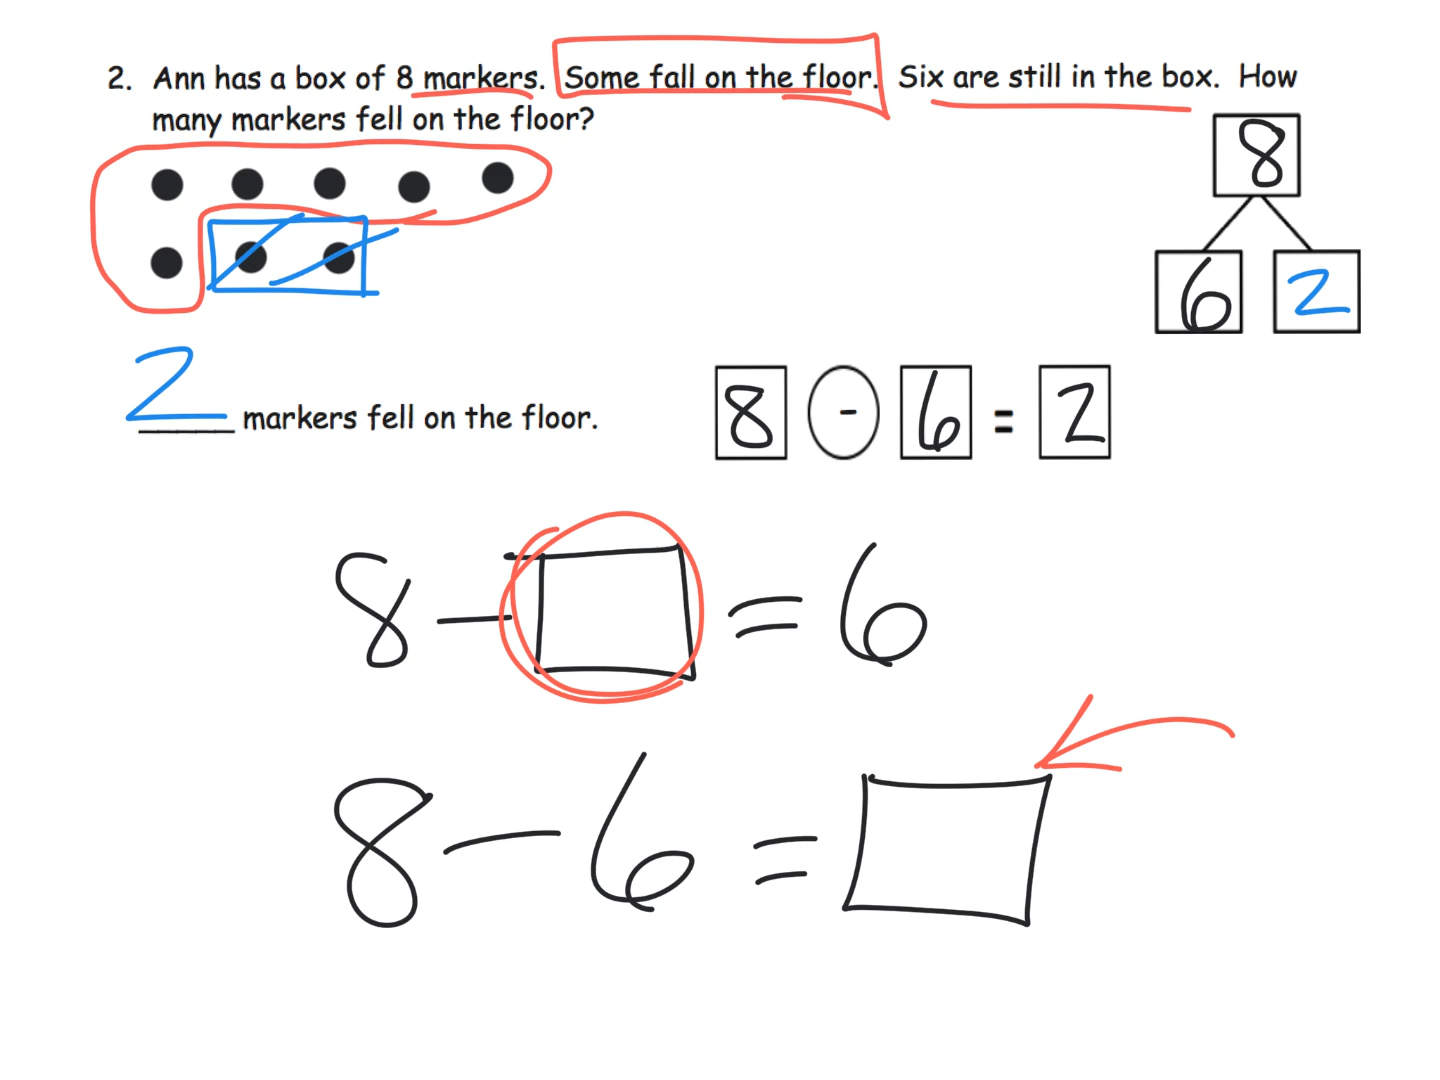 2. Ann has a box of 8 markers. Some fall on the floor. Six are still in the box. How
many markers fell on the floor?
8
6 2
2 markers fell on the floor.
8 - 6 = 2
8 - □ = 6
8 - 6 = □